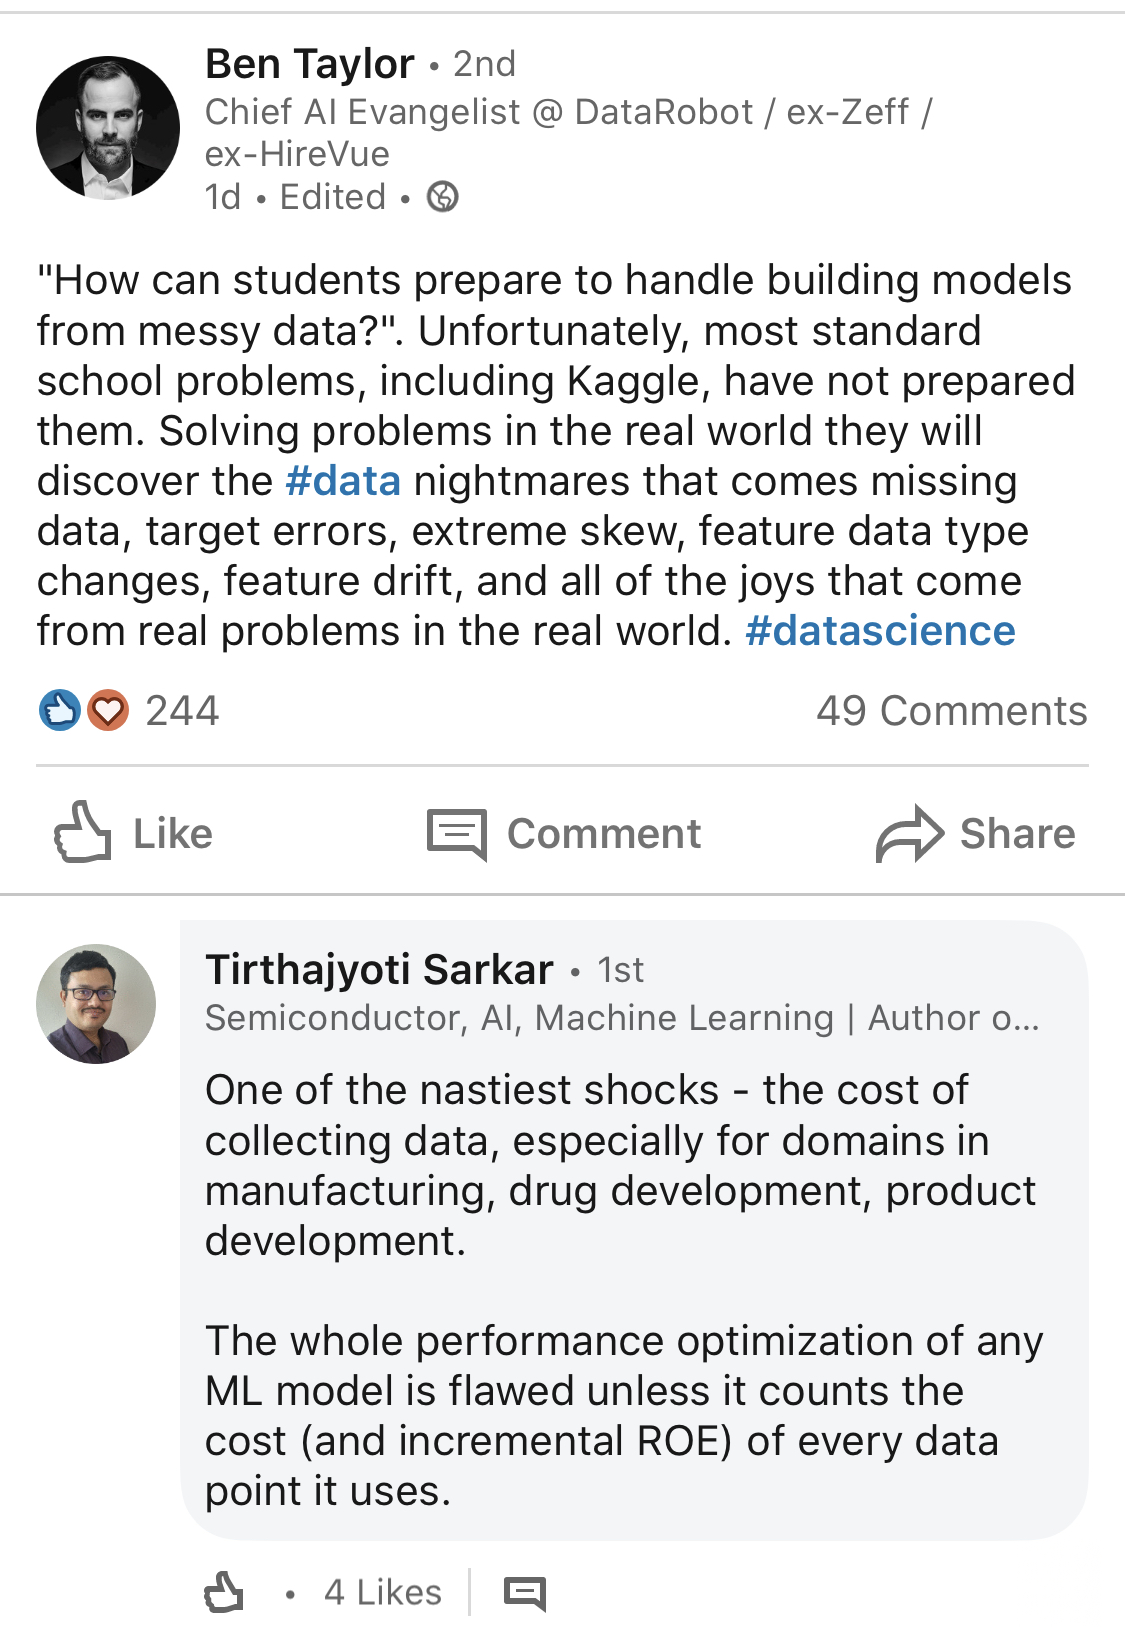 Ben Taylor • 2nd
Chief AI Evangelist @ DataRobot / ex-Zeff /
ex-HireVue
1d • Edited •
"How can students prepare to handle building models
from messy data?". Unfortunately, most standard
school problems, including Kaggle, have not prepared
them. Solving problems in the real world they will
discover the #data nightmares that comes missing
data, target errors, extreme skew, feature data type
changes, feature drift, and all of the joys that come
from real problems in the real world. #datascience
244 49 Comments
Like Comment Share
Tirthajyoti Sarkar • 1st
Semiconductor, AI, Machine Learning | Author o...
One of the nastiest shocks - the cost of
collecting data, especially for domains in
manufacturing, drug development, product
development.
The whole performance optimization of any
ML model is flawed unless it counts the
cost (and incremental ROE) of every data
point it uses.
• 4 Likes